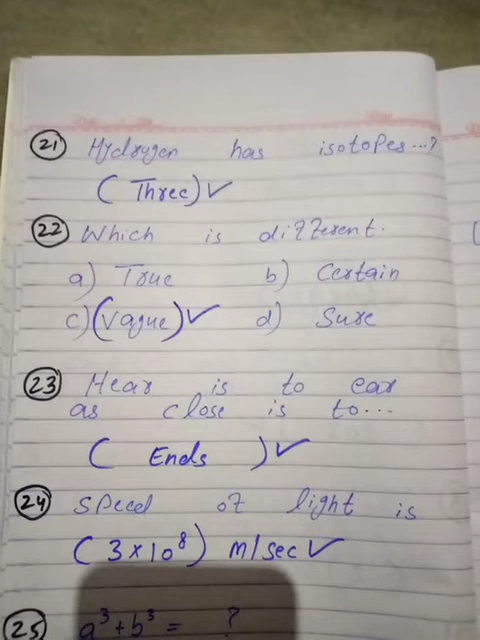 21 Hydrogen has isotopes...?
(Three) ✓
22 Which is different.
a) True b) Certain
c) (Vague) ✓ d) Sure
23 Hear is to ear
as close is to...
( Ends ) ✓
24 Speed of light is
(3×10⁸) m/sec ✓
25 a³+b³ = ?